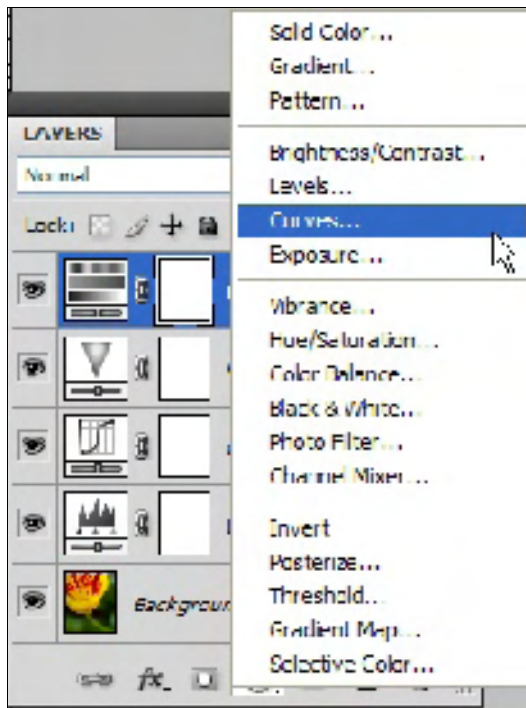 Solid Color...
Gradient...
Pattern...
LAYERS
Brightness/Contrast...
Normal
Levels...
Lock:
Curves...
Exposure...
Vibrance...
Hue/Saturation...
Color Balance...
Black & White...
Photo Filter...
Channel Mixer...
Invert
Posterize...
Threshold...
Backgroun
Gradient Map...
Selective Color...
fx.